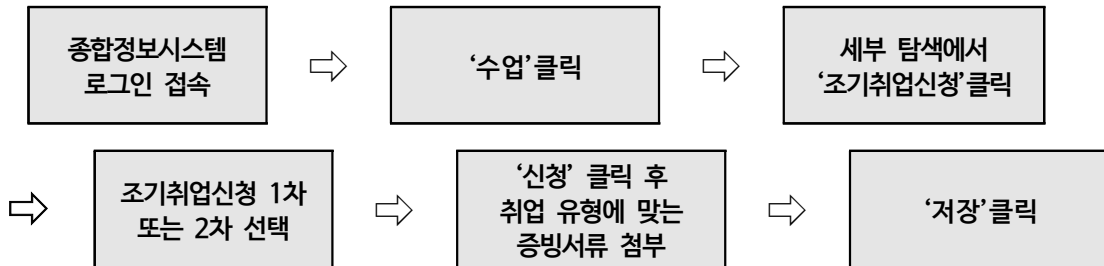 종합정보시스템
로그인 접속
⇨
‘수업’클릭
⇨
세부 탐색에서
‘조기취업신청’클릭
⇨
조기취업신청 1차
또는 2차 선택
⇨
‘신청’ 클릭 후
취업 유형에 맞는
증빙서류 첨부
⇨
‘저장’클릭